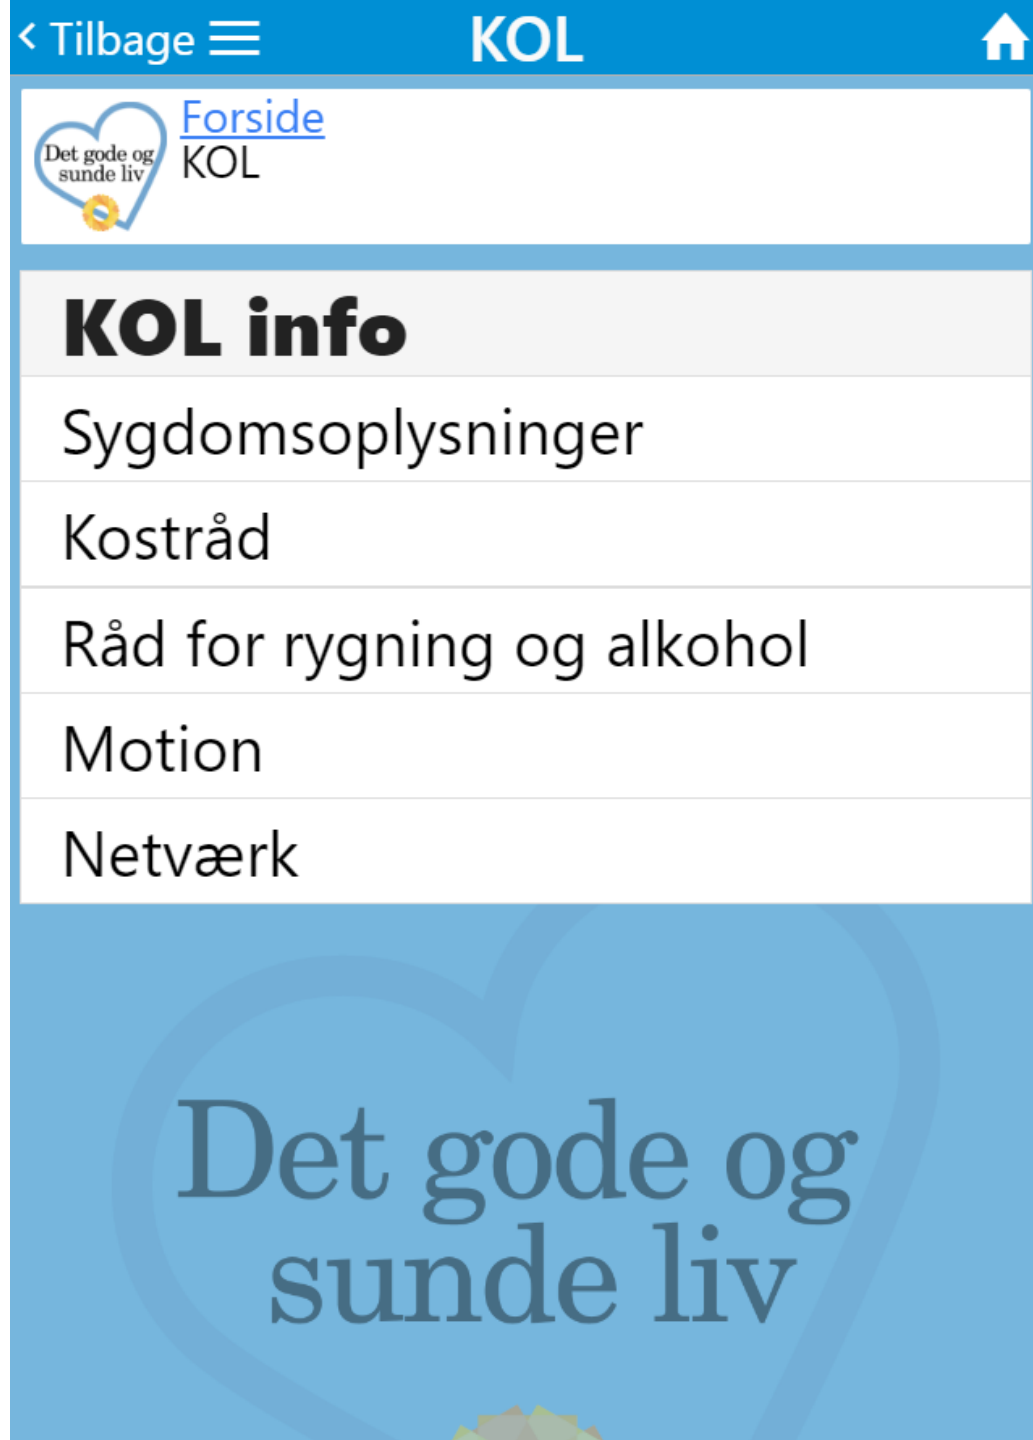 Tilbage
KOL
Det gode og
sunde liv
Forside
KOL
KOL info
Sygdomsoplysninger
Kostråd
Råd for rygning og alkohol
Motion
Netværk
Det gode og
sunde liv